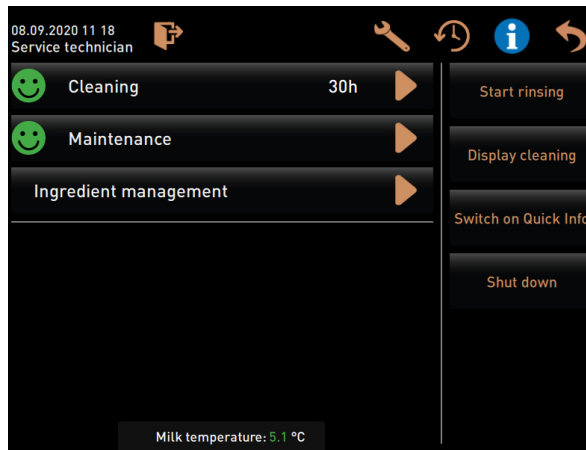 08.09.2020 11 18
Service technician
Cleaning 30h
Maintenance
Ingredient management
Start rinsing
Display cleaning
Switch on Quick Info
Shut down
Milk temperature: 5.1 °C